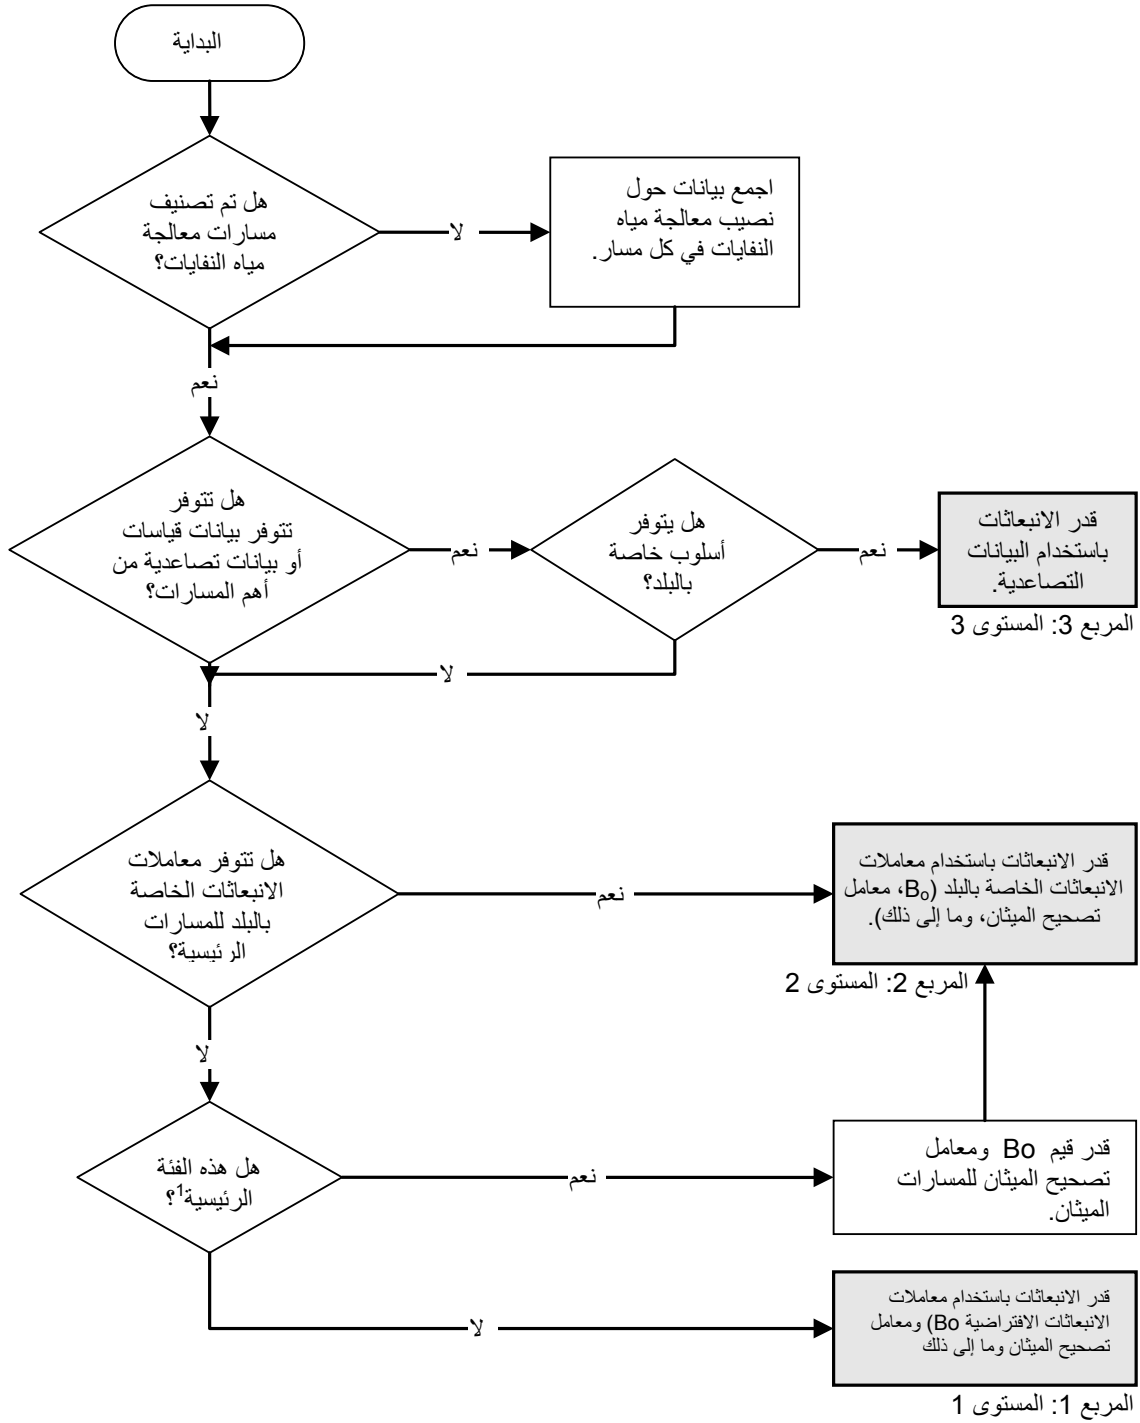 البداية
هل تم تصنيف
مسارات معالجة
مياه النفايات؟
لا
اجمع بيانات حول
نصيب معالجة مياه
النفايات في كل مسار.
نعم
هل تتوفر
تتوفر بيانات قياسات
أو بيانات تصاعدية من
أهم المسارات؟
نعم
هل يتوفر
أسلوب خاصة
بالبلد؟
نعم
قدر الانبعاثات
باستخدام البيانات
التصاعدية.
المربع 3: المستوى 3
لا
لا
هل تتوفر معاملات
الانبعاثات الخاصة
بالبلد للمسارات
الرئيسية؟
نعم
قدر الانبعاثات باستخدام معاملات
الانبعاثات الخاصة بالبلد (Bₒ، معامل
تصحيح الميثان، وما إلى ذلك).
المربع 2: المستوى 2
لا
هل هذه الفئة
الرئيسية¹؟
نعم
قدر قيم Bo ومعامل
تصحيح الميثان للمسارات
الميثان.
لا
قدر الانبعاثات باستخدام معاملات
الانبعاثات الافتراضية Bo) ومعامل
تصحيح الميثان وما إلى ذلك
المربع 1: المستوى 1